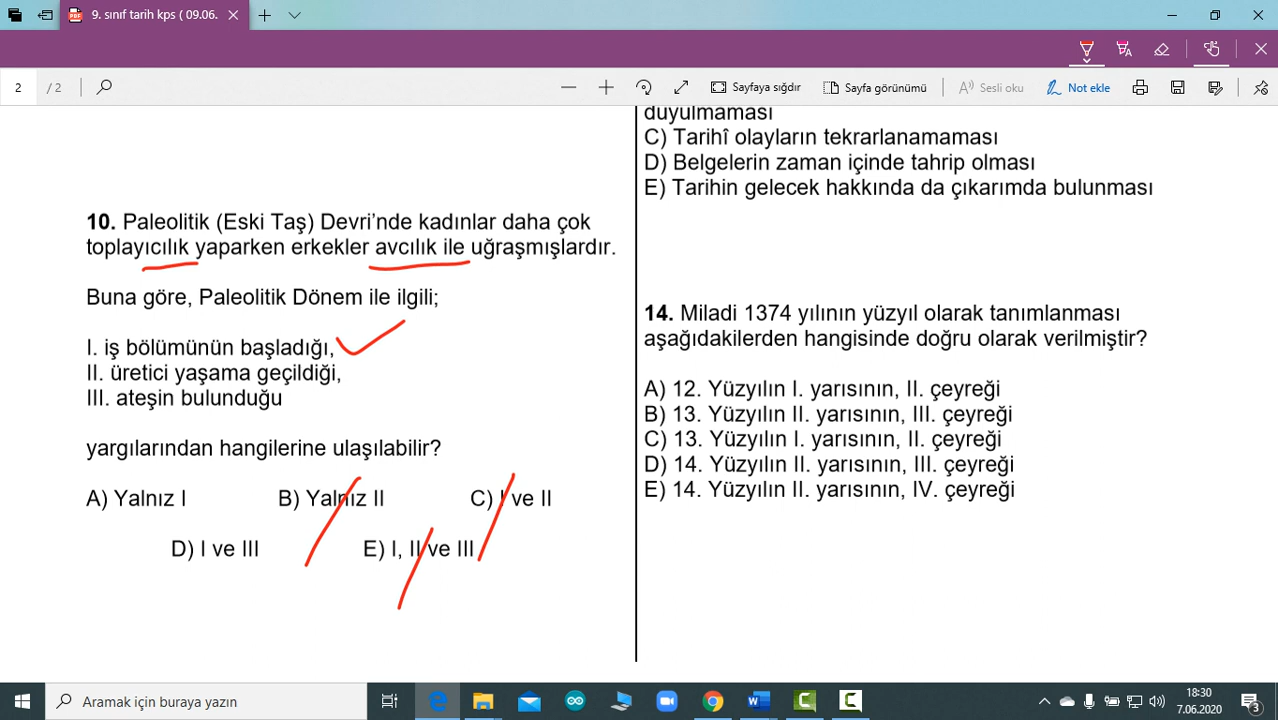 9. sınıf tarih kps ( 09.06.
2
/ 2
Sayfaya sığdır
Sayfa görünümü
Sesli oku
Not ekle
10. Paleolitik (Eski Taş) Devri’nde kadınlar daha çok
toplayıcılık yaparken erkekler avcılık ile uğraşmışlardır.
Buna göre, Paleolitik Dönem ile ilgili;
I. iş bölümünün başladığı,
II. üretici yaşama geçildiği,
III. ateşin bulunduğu
yargılarından hangilerine ulaşılabilir?
A) Yalnız I B) Yalnız II C) I ve II
D) I ve III E) I, II ve III
duyulmaması
C) Tarihî olayların tekrarlanamaması
D) Belgelerin zaman içinde tahrip olması
E) Tarihin gelecek hakkında da çıkarımda bulunması
14. Miladi 1374 yılının yüzyıl olarak tanımlanması
aşağıdakilerden hangisinde doğru olarak verilmiştir?
A) 12. Yüzyılın I. yarısının, II. çeyreği
B) 13. Yüzyılın II. yarısının, III. çeyreği
C) 13. Yüzyılın I. yarısının, II. çeyreği
D) 14. Yüzyılın II. yarısının, III. çeyreği
E) 14. Yüzyılın II. yarısının, IV. çeyreği
Aramak için buraya yazın
18:30
7.06.2020
3